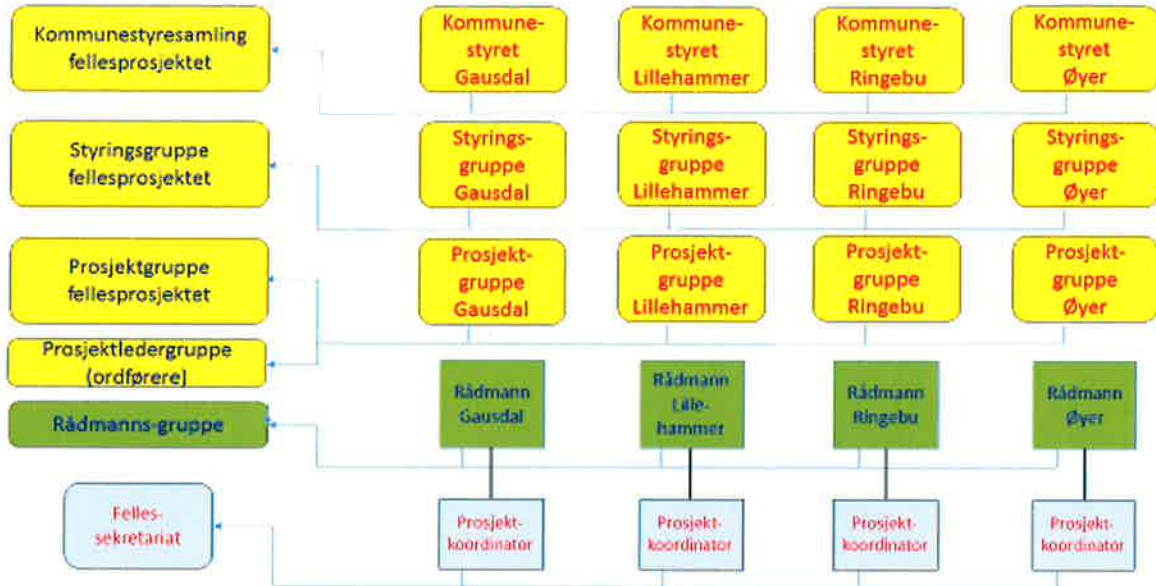 Kommunestyresamling
fellesprosjektet
Kommune-
styret
Gausdal
Kommune-
styret
Lillehammer
Kommune-
styret
Ringebu
Kommune-
styret
Øyer
Styringsgruppe
fellesprosjektet
Styrings-
gruppe
Gausdal
Styrings-
gruppe
Lillehammer
Styrings-
gruppe
Ringebu
Styrings-
gruppe
Øyer
Prosjektgruppe
fellesprosjektet
Prosjekt-
gruppe
Gausdal
Prosjekt-
gruppe
Lillehammer
Prosjekt-
gruppe
Ringebu
Prosjekt-
gruppe
Øyer
Prosjektledergruppe
(ordførere)
Rådmanns-gruppe
Rådmann
Gausdal
Rådmann
Lille-
hammer
Rådmann
Ringebu
Rådmann
Øyer
Felles-
sekretariat
Prosjekt-
koordinator
Prosjekt-
koordinator
Prosjekt-
koordinator
Prosjekt-
koordinator